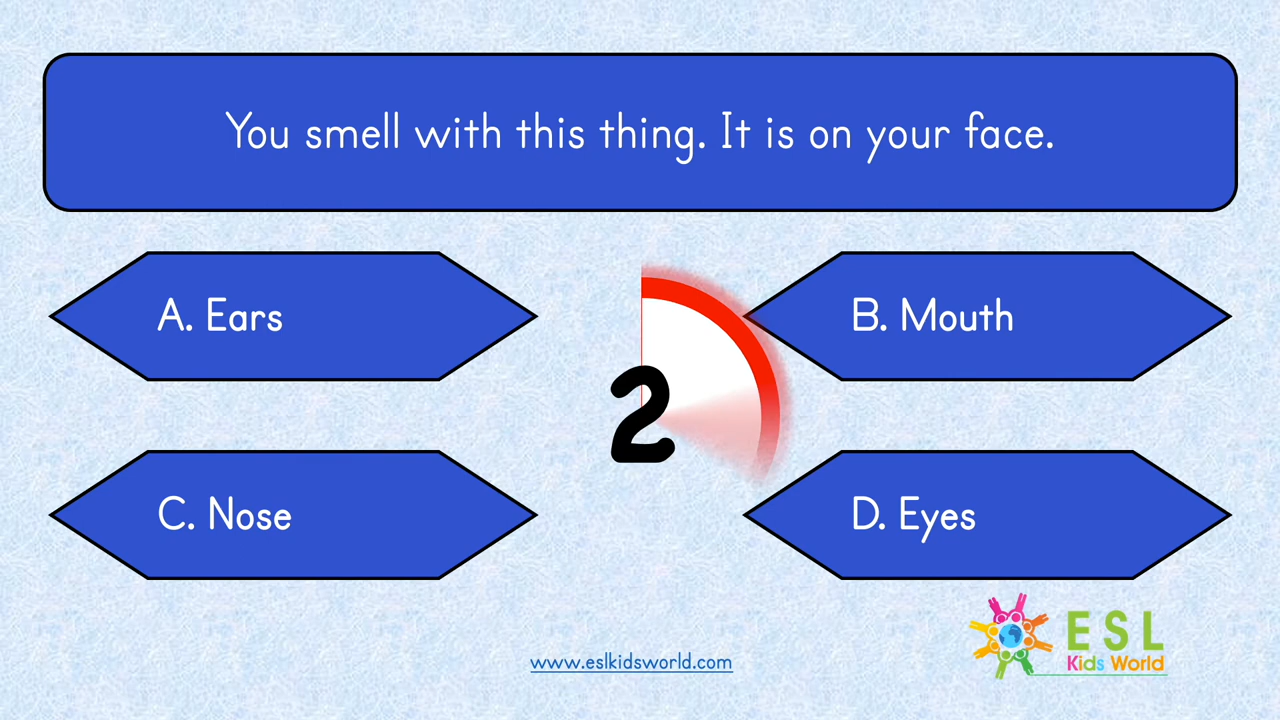 You smell with this thing. It is on your face.
A. Ears
B. Mouth
2
C. Nose
D. Eyes
www.eslkidsworld.com
ESL
Kids World